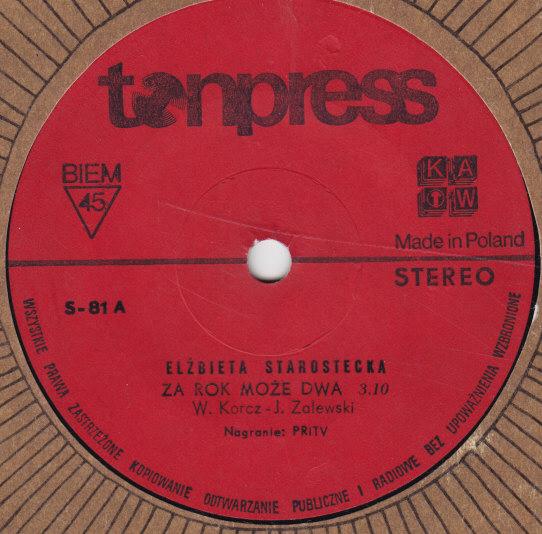 tonpress
BIEM
45
KAW
Made in Poland
STEREO
S-81 A
ELŻBIETA STAROSTECKA
ZA ROK MOŻE DWA 3.10
W. Korcz - J. Zalewski
Nagranie: PRiTV
WSZYSTKIE PRAWA ZASTRZEŻONE KOPIOWANIE ODTWARZANIE PUBLICZNE I RADIOWE BEZ UPOWAŻNIENIA WZBRONIONE